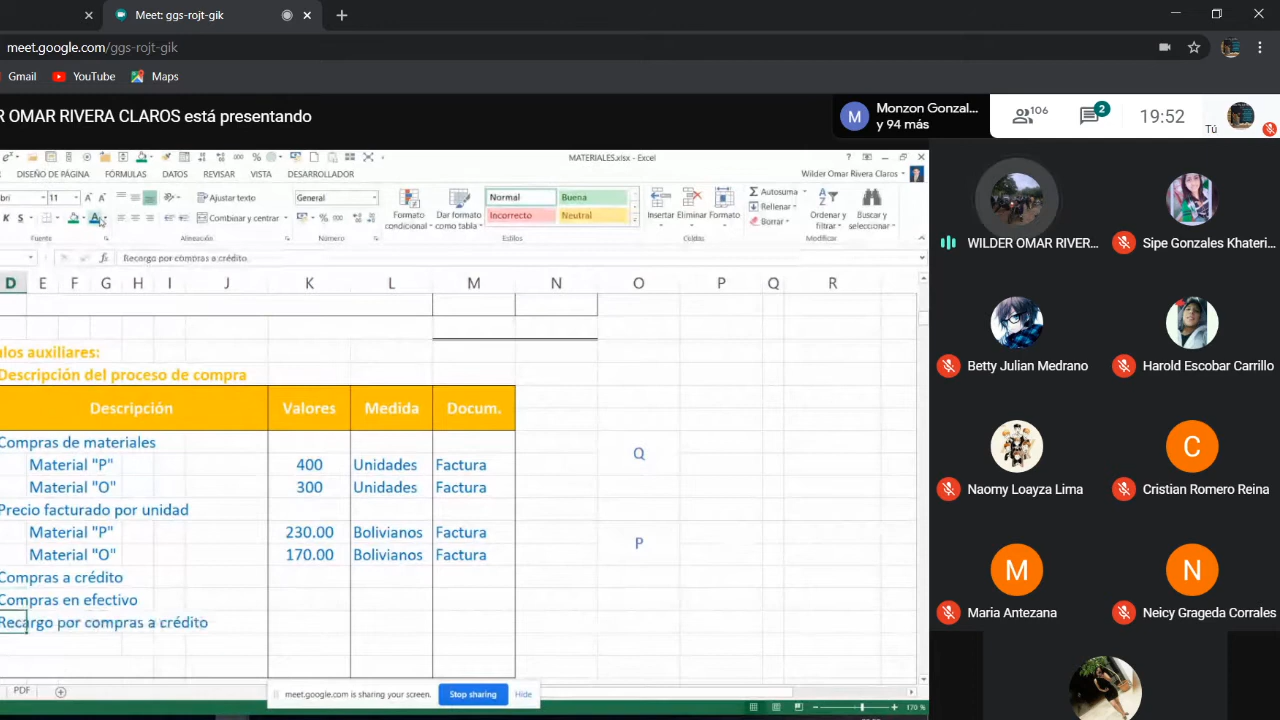 Meet: ggs-rojt-gik
meet.google.com/ggs-rojt-gik
Gmail
YouTube
Maps
R OMAR RIVERA CLAROS está presentando
M
Monzon Gonzal...
y 94 más
106
2
19:52
Tú
MATERIALES.xlsx - Excel
DISEÑO DE PÁGINA
FÓRMULAS
DATOS
REVISAR
VISTA
DESARROLLADOR
Wilder Omar Rivera Claros
bri
11
Ajustar texto
General
Normal
Buena
Autosuma
Rellenar
Borrar
K S
Combinar y centrar
Formato condicional
Dar formato como tabla
Incorrecto
Neutral
Insertar
Eliminar
Formato
Ordenar y filtrar
Buscar y seleccionar
Fuente
Alineación
Número
Estilos
Celdas
Modificar
fx
Recargo por compras a crédito
D E F G H I J K L M N O P Q R
los auxiliares:
Descripción del proceso de compra
Descripción Valores Medida Docum.
Compras de materiales
Q
Material "P" 400 Unidades Factura
Material "O" 300 Unidades Factura
Precio facturado por unidad
Material "P" 230.00 Bolivianos Factura
P
Material "O" 170.00 Bolivianos Factura
Compras a crédito
Compras en efectivo
Recargo por compras a crédito
PDF
meet.google.com is sharing your screen.
Stop sharing
Hide
170 %
WILDER OMAR RIVER...
Sipe Gonzales Khateri...
Betty Julian Medrano
Harold Escobar Carrillo
C
Naomy Loayza Lima
Cristian Romero Reina
M
N
Maria Antezana
Neicy Grageda Corrales